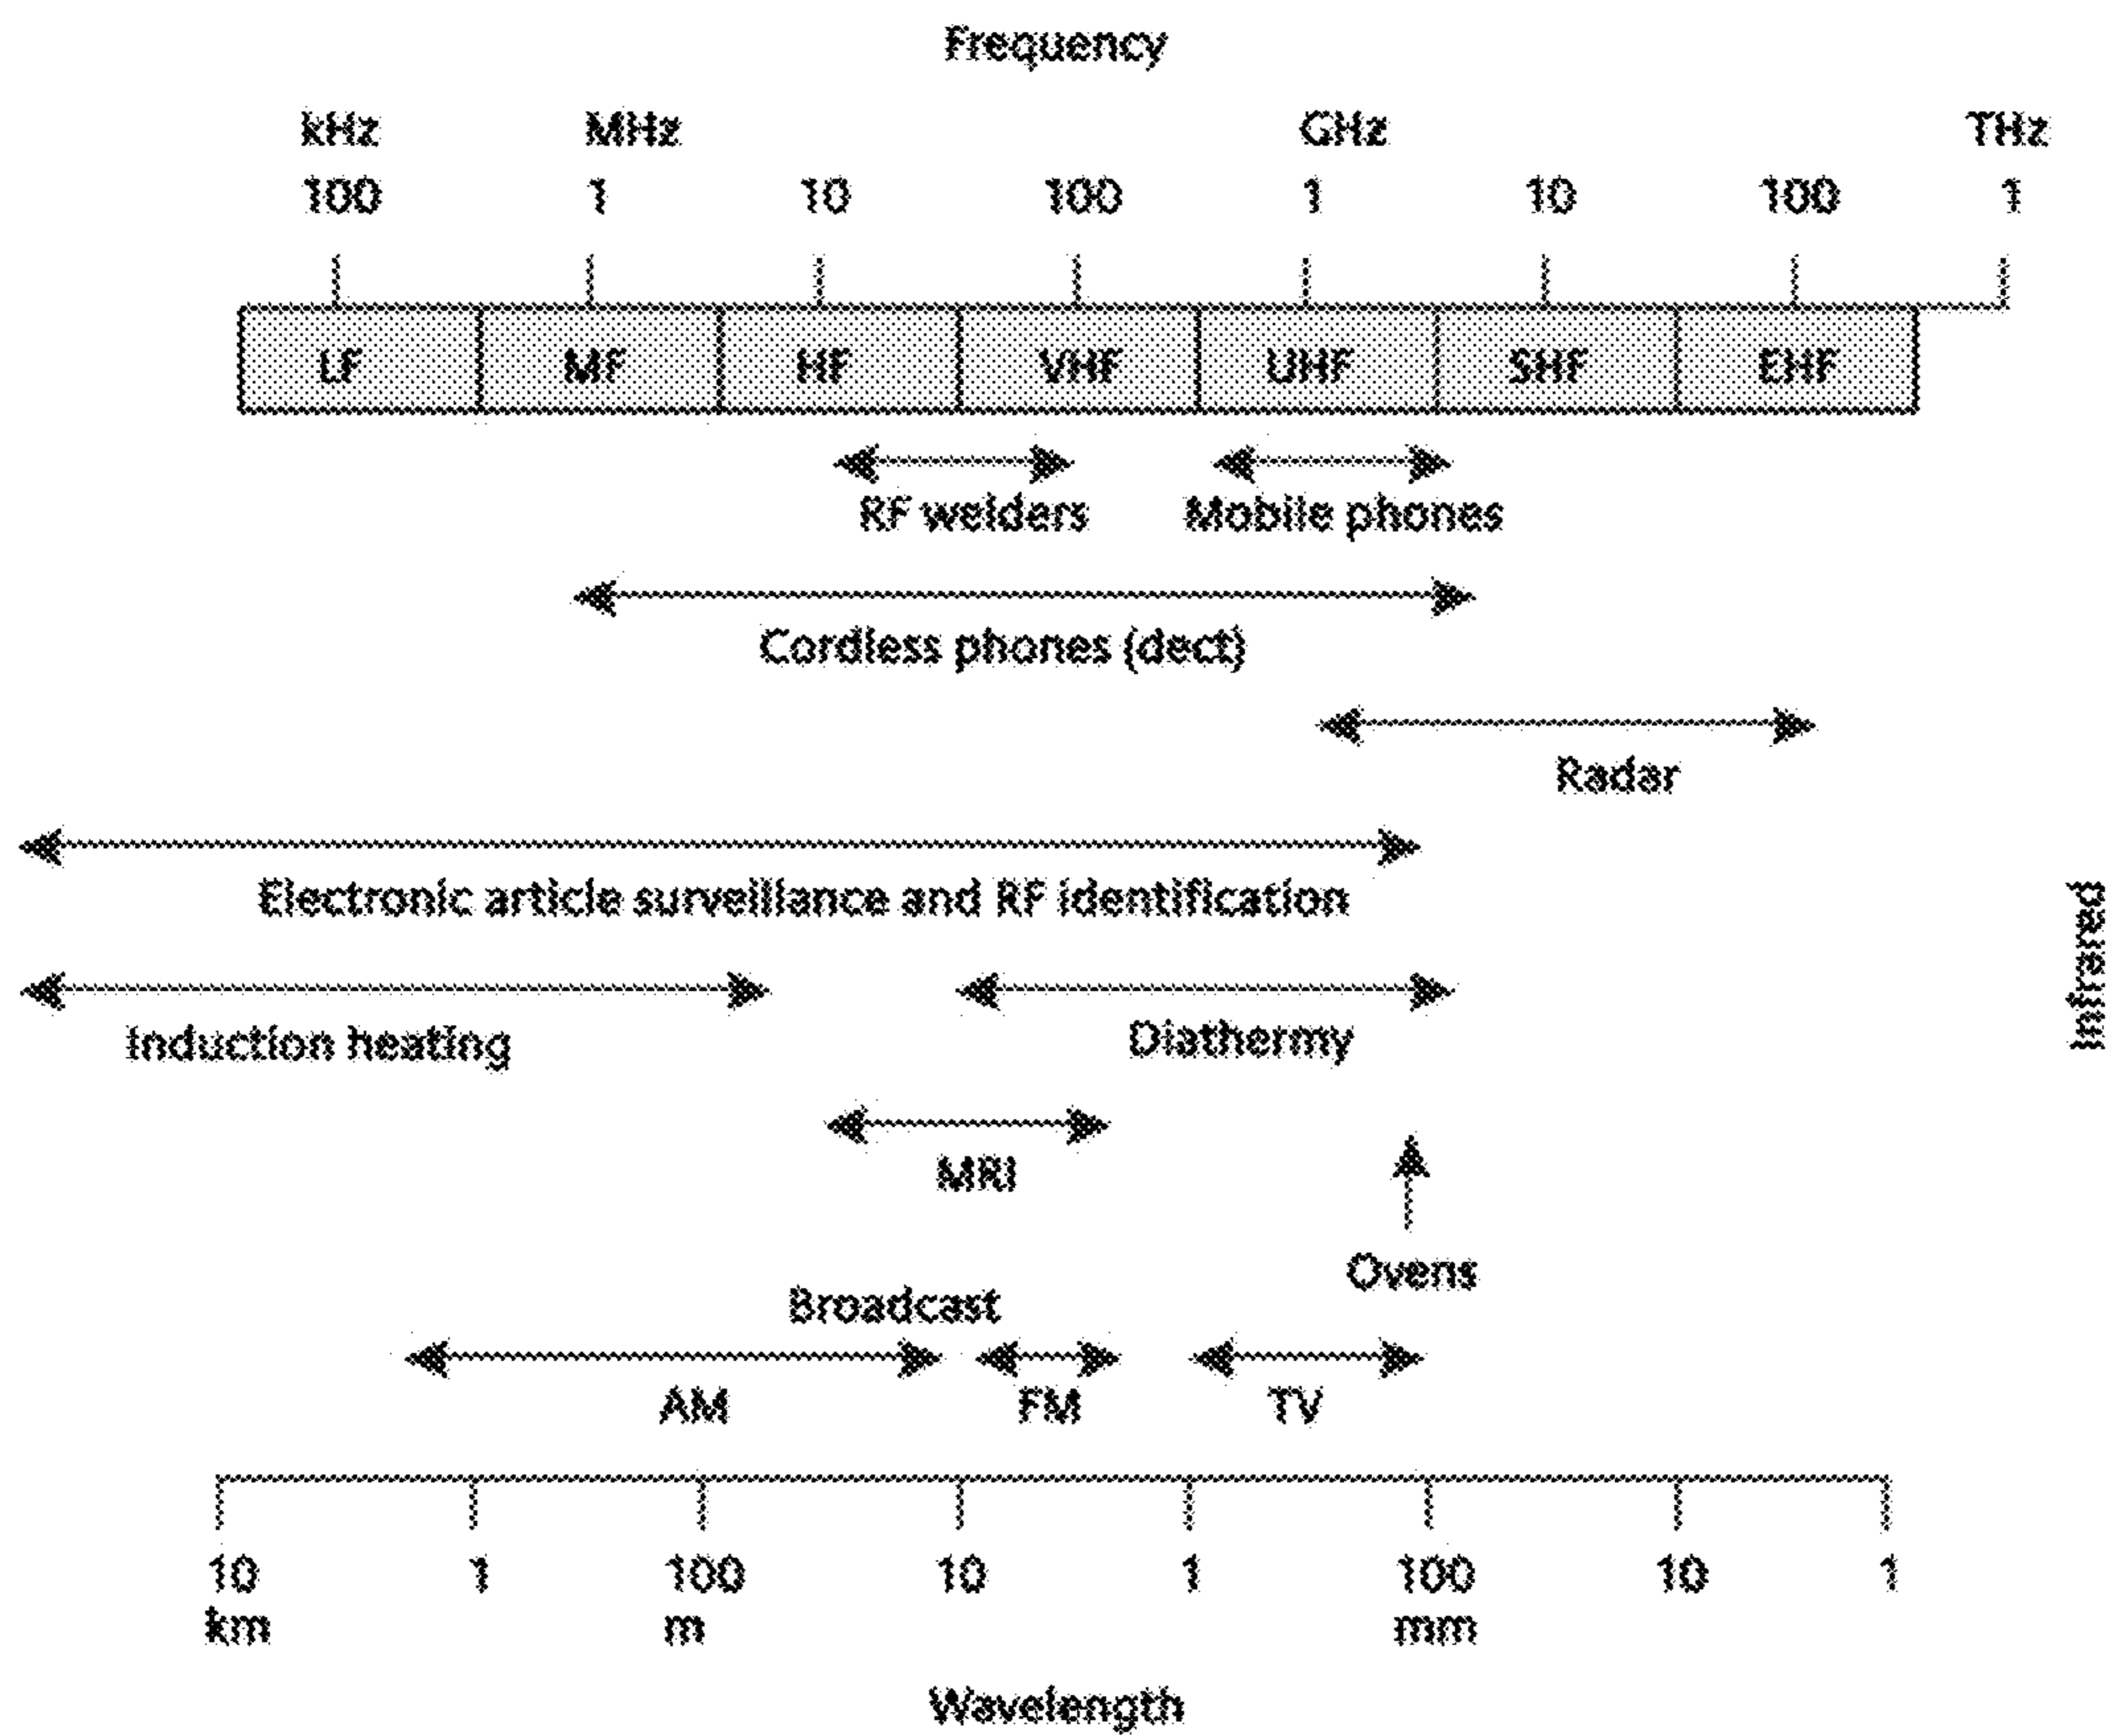 Frequency
kHz MHz GHz THz
100 1 10 100 1 10 100 1
LF MF HF VHF UHF SHF EHF
RF welders Mobile phones
Cordless phones (dect)
Radar
Electronic article surveillance and RF identification
Infrared
Induction heating Diathermy
MRI
Ovens
Broadcast
AM FM TV
10 1 100 10 1 100 10 1
km m mm
Wavelength